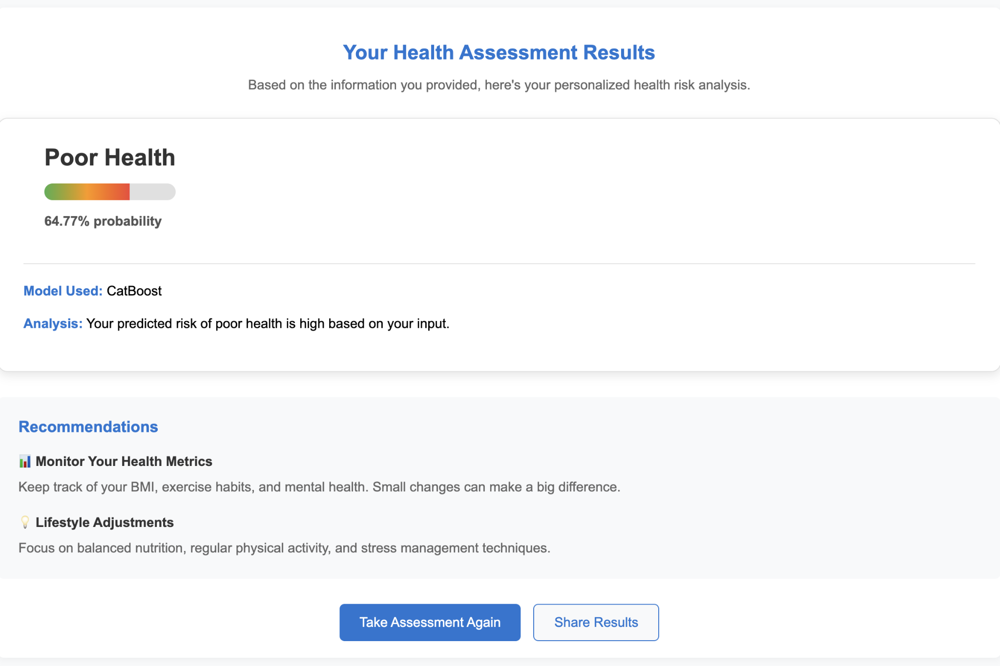 Your Health Assessment Results
Based on the information you provided, here's your personalized health risk analysis.
Poor Health
64.77% probability
Model Used: CatBoost
Analysis: Your predicted risk of poor health is high based on your input.
Recommendations
📊 Monitor Your Health Metrics
Keep track of your BMI, exercise habits, and mental health. Small changes can make a big difference.
💡 Lifestyle Adjustments
Focus on balanced nutrition, regular physical activity, and stress management techniques.
Take Assessment Again
Share Results